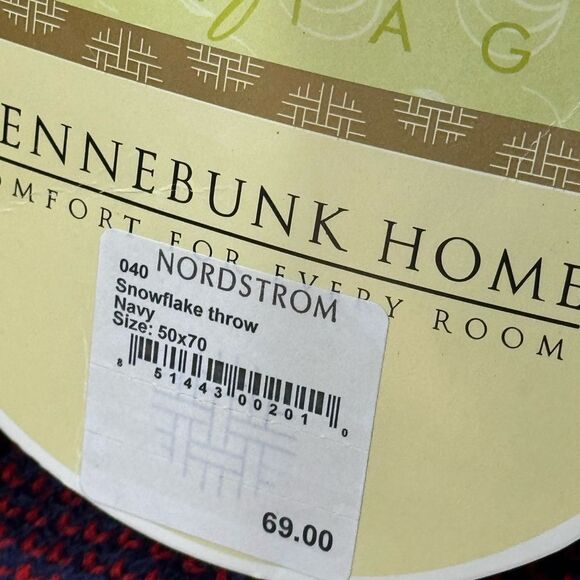 IAG
ENNEBUNK HOME
OMFORT FOR EVERY ROOM
040 NORDSTROM
Snowflake throw
Navy
Size: 50x70
8 51443 00201 0
69.00